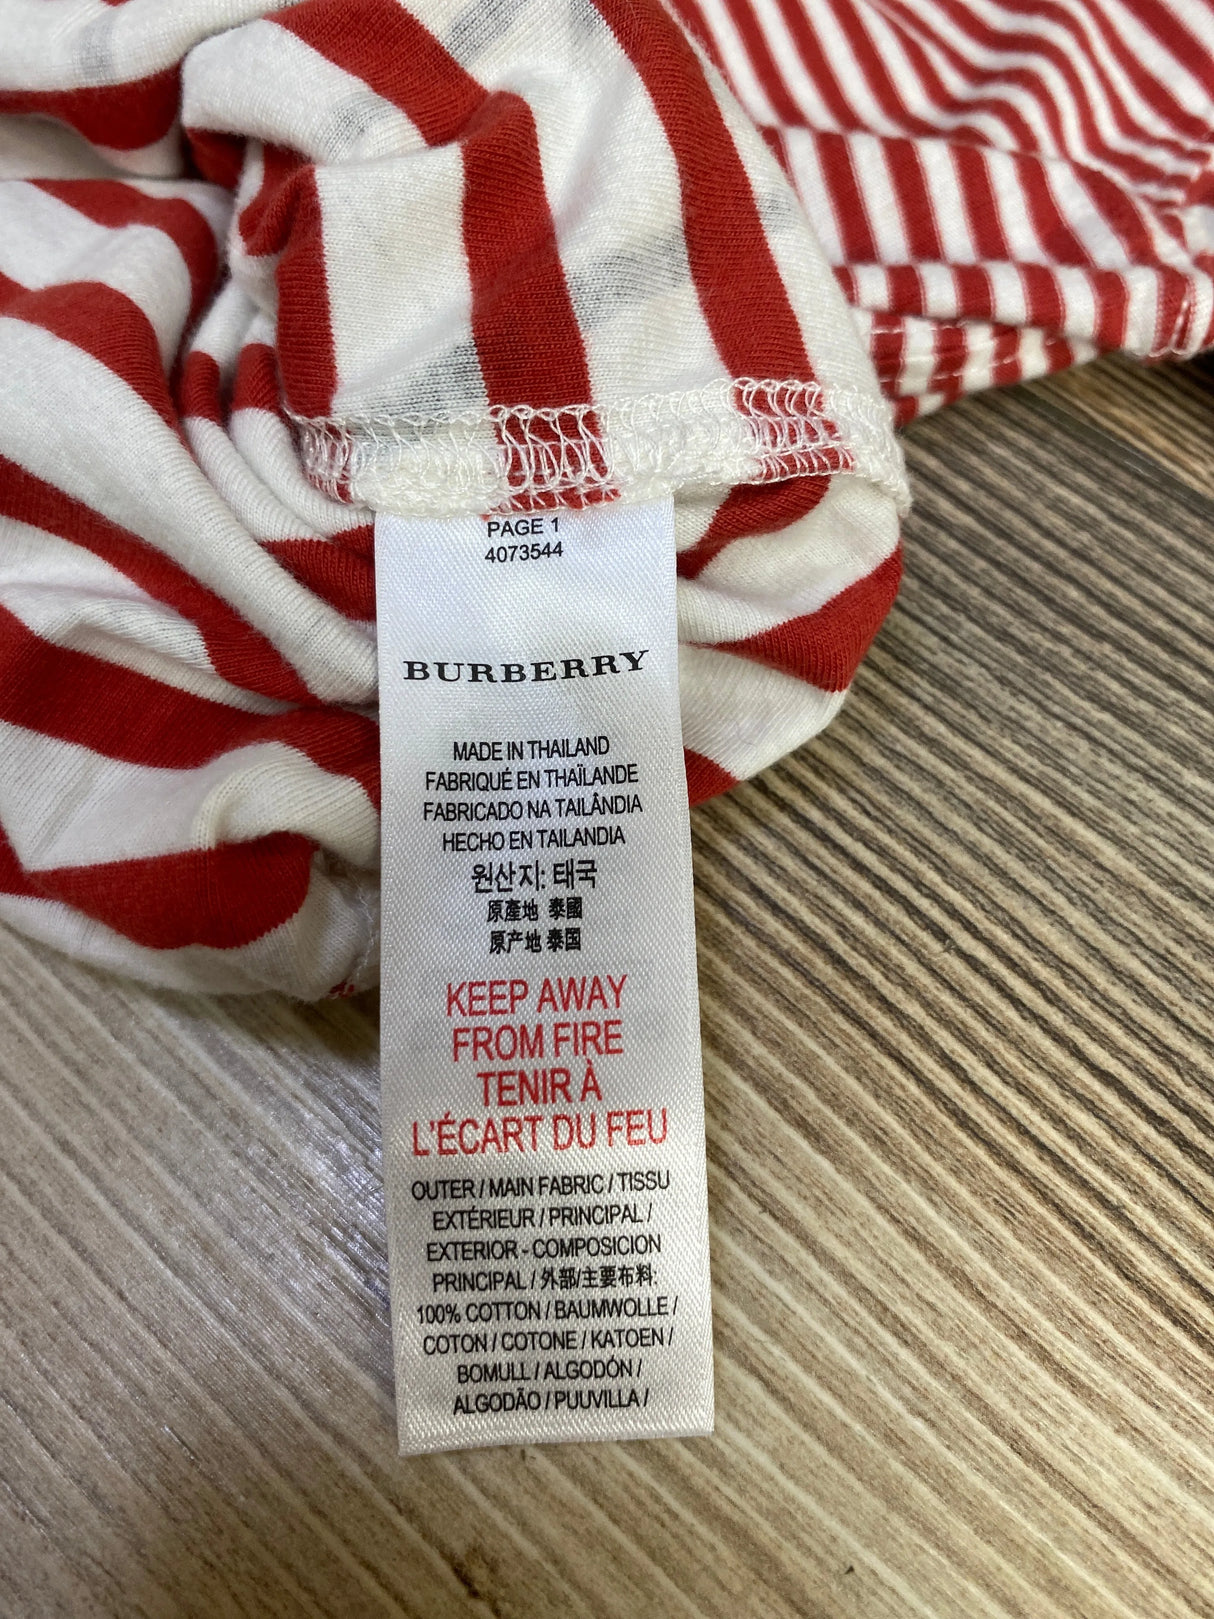 PAGE 1
4073544
BURBERRY
MADE IN THAILAND
FABRIQUÉ EN THAÏLANDE
FABRICADO NA TAILÂNDIA
HECHO EN TAILANDIA
원산지: 태국
原產地 泰國
原产地 泰国
KEEP AWAY
FROM FIRE
TENIR À
L'ÉCART DU FEU
OUTER / MAIN FABRIC / TISSU
EXTÉRIEUR / PRINCIPAL /
EXTERIOR - COMPOSICION
PRINCIPAL / 外部/主要布料:
100% COTTON / BAUMWOLLE /
COTON / COTONE / KATOEN /
BOMULL / ALGODÓN /
ALGODÃO / PUUVILLA /